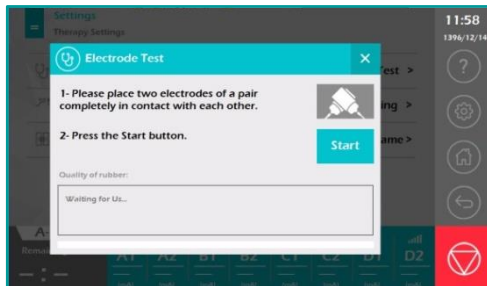 Settings
Therapy Settings
11:58
1396/12/14
Electrode Test
1- Please place two electrodes of a pair
completely in contact with each other.
2- Press the Start button.
Start
Quality of rubber:
Waiting for Us...
est >
ing >
ame >
A-
Remai
A1 A2 B1 B2 C1 C2 D1 D2
-:-